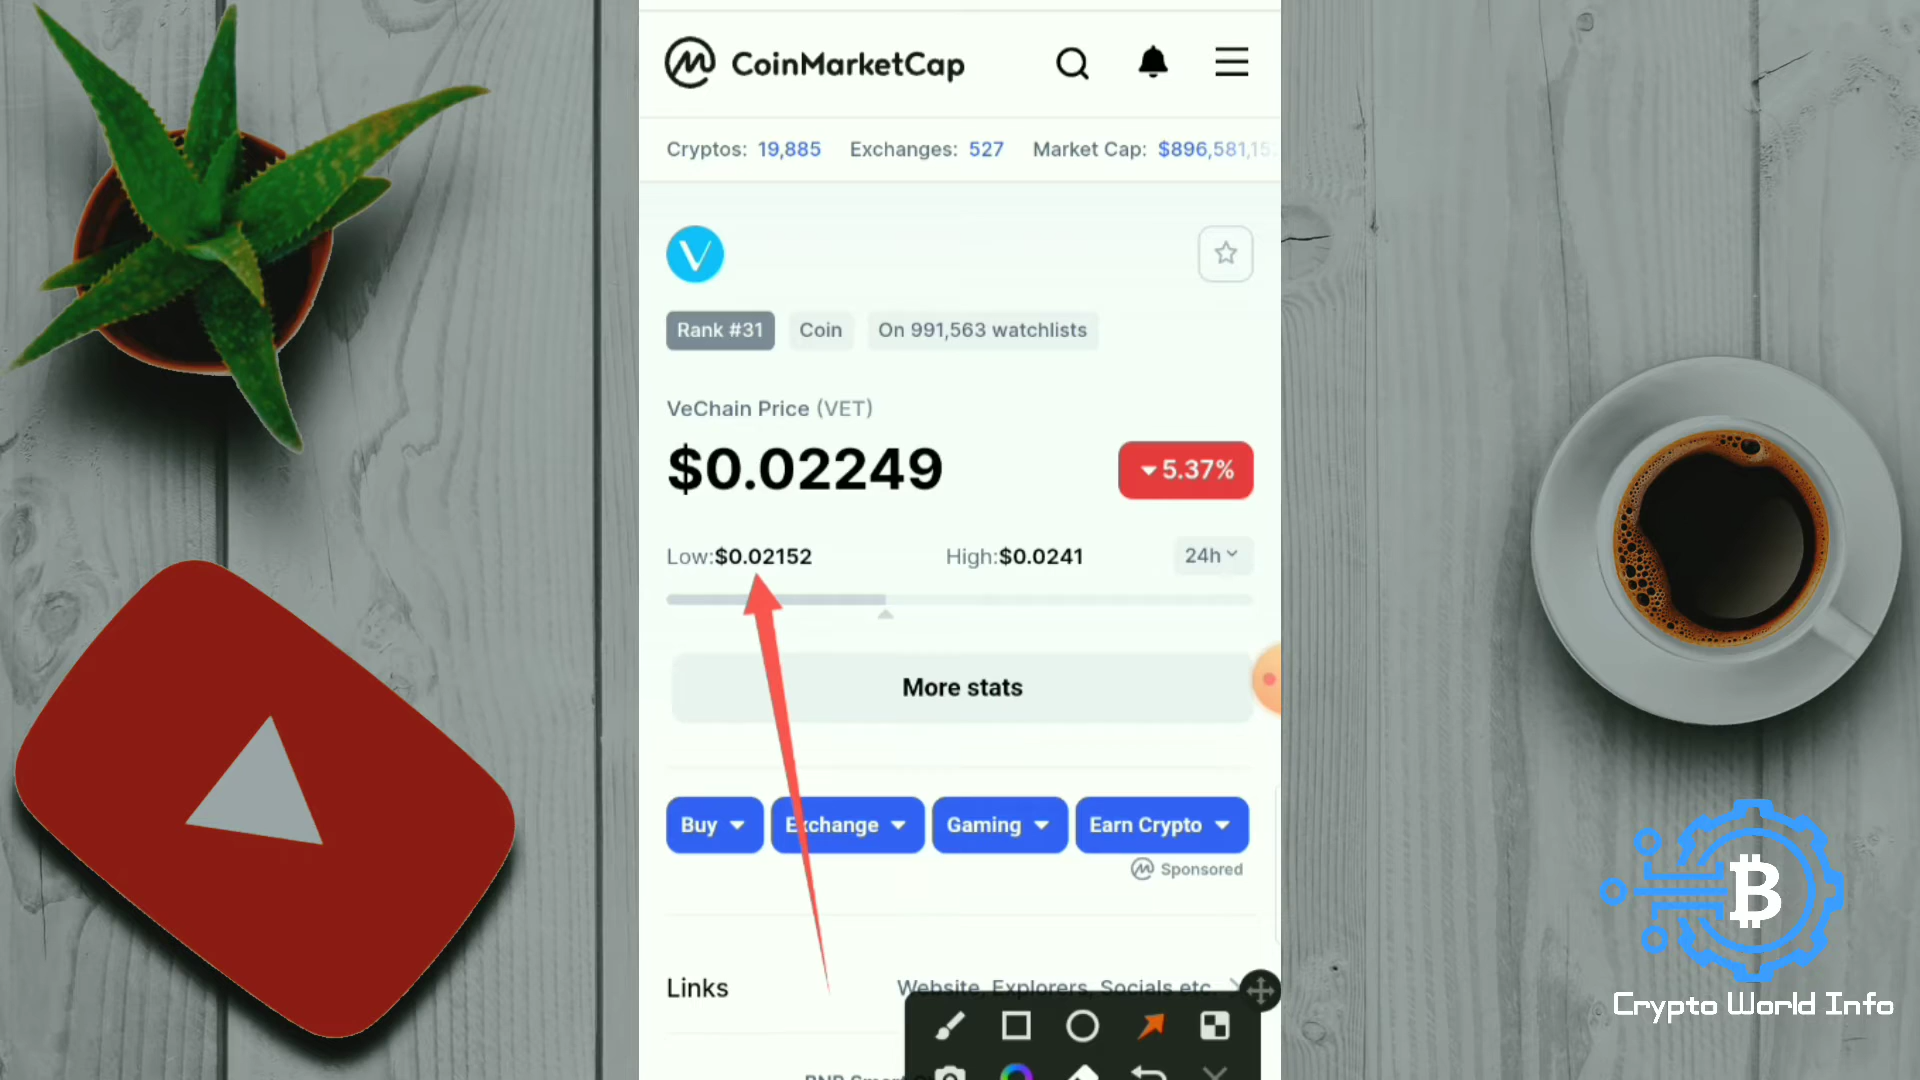 CoinMarketCap
Cryptos: 19,885 Exchanges: 527 Market Cap: $896,581,15
Rank #31 Coin On 991,563 watchlists
VeChain Price (VET)
$0.02249 5.37%
Low:$0.02152 High:$0.0241 24h
More stats
Buy Exchange Gaming Earn Crypto
Sponsored
Links Website, Explorers, Socials etc.
Crypto World Info